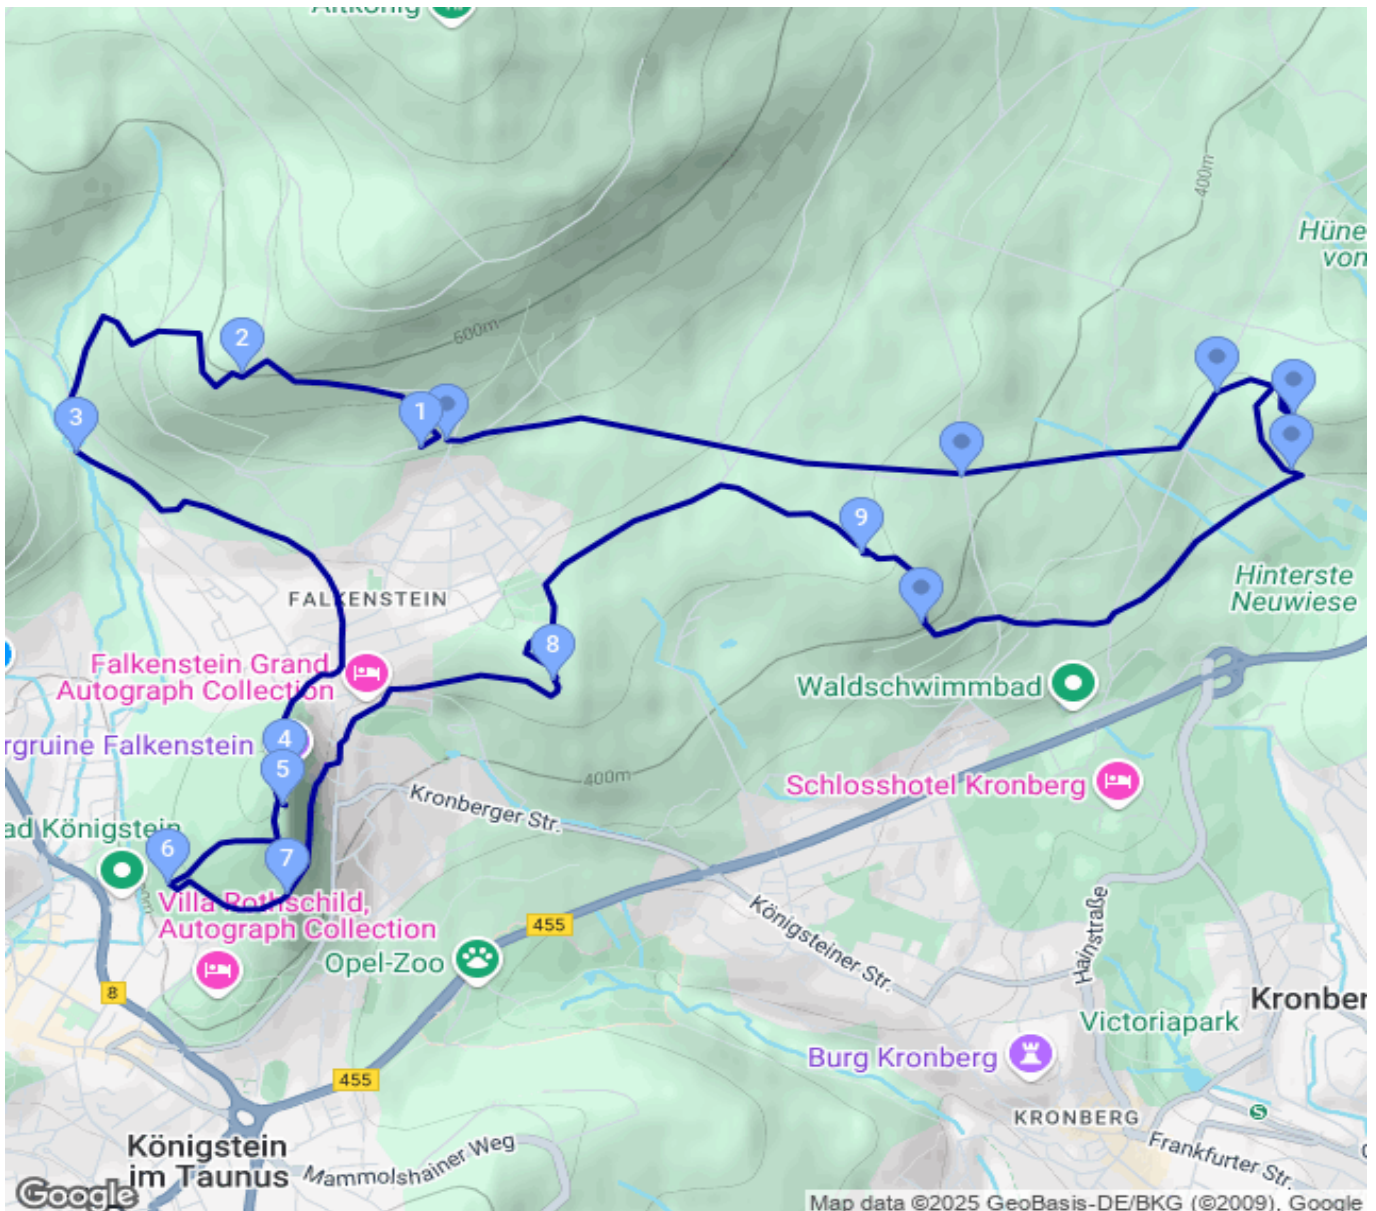 Altkönig
2
600m
400m
Hüne
von
3
1
9
Hinterste
Neuwiese
FALKENSTEIN
8
Falkenstein Grand
Autograph Collection
Waldschwimmbad
4
rgruine Falkenstein
5
400m
Schlosshotel Kronberg
Kronberger Str.
ad Königstein
6
7
Villa Rothschild,
Autograph Collection
455
Opel-Zoo
Königsteiner Str.
Hainstraße
8
Kronber
Victoriapark
Burg Kronberg
455
KRONBERG
S
Königstein
im Taunus
Mammolshainer Weg
Frankfurter Str.
Google
Map data ©2025 GeoBasis-DE/BKG (©2009), Google